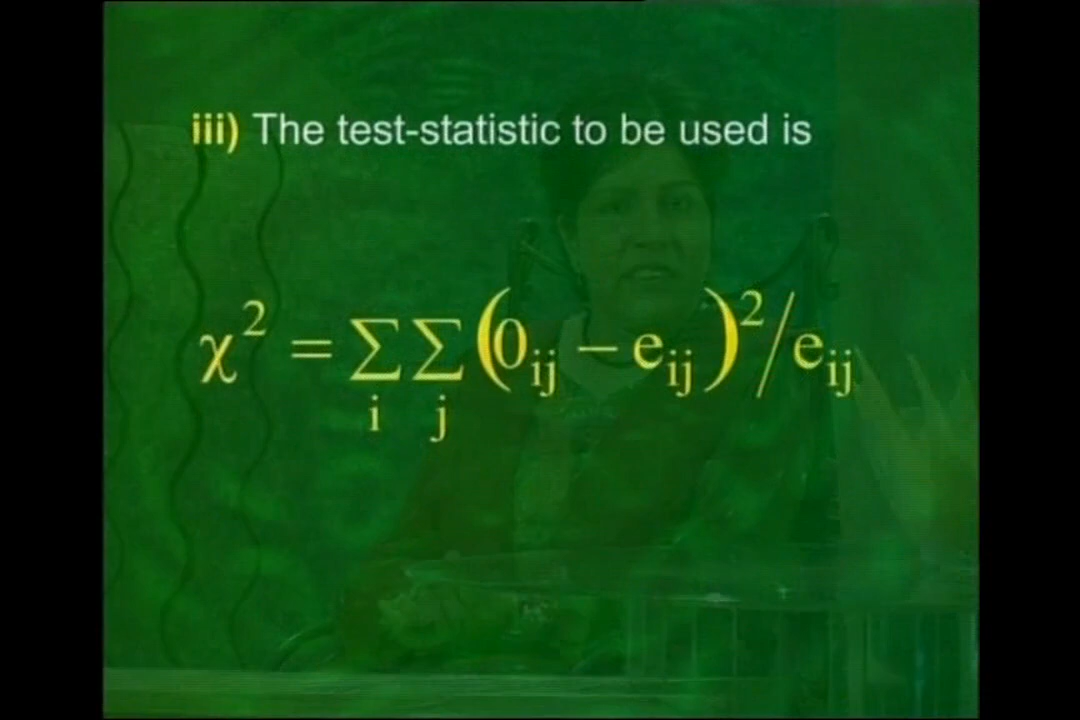 iii) The test-statistic to be used is
χ² = Σ Σ (0ij − eij)² / eij
i j